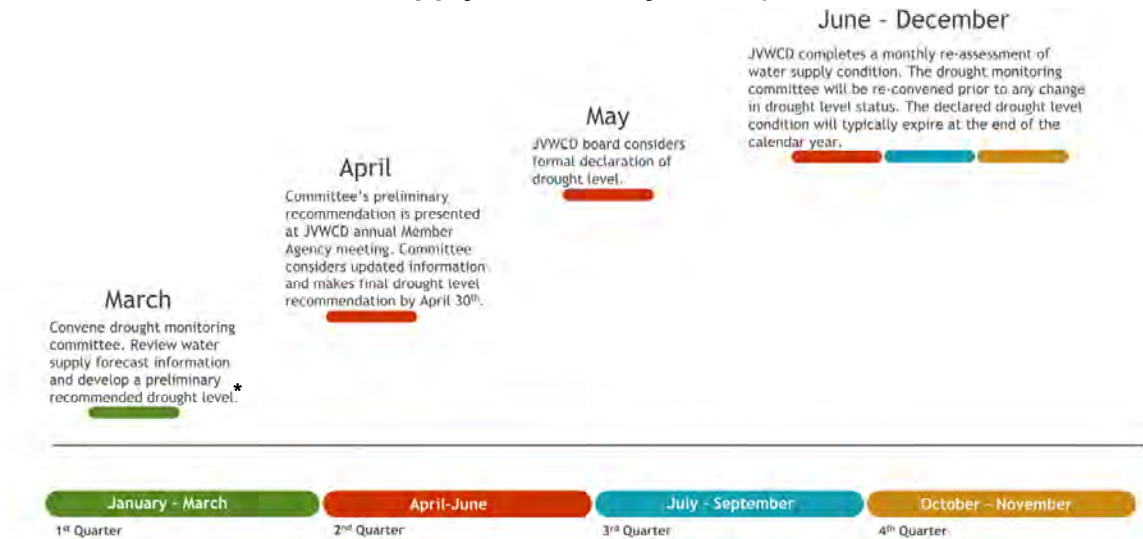 June - December
JVWCD completes a monthly re-assessment of
water supply condition. The drought monitoring
committee will be re-convened prior to any change
in drought level status. The declared drought level
condition will typically expire at the end of the
calendar year.
May
JVWCD board considers
formal declaration of
drought level.
April
Committee's preliminary
recommendation is presented
at JVWCD annual Member
Agency meeting. Committee
considers updated information
and makes final drought level
recommendation by April 30th.
March
Convene drought monitoring
committee. Review water
supply forecast information
and develop a preliminary
recommended drought level.*
January - March
April-June
July - September
October - November
1st Quarter
2nd Quarter
3rd Quarter
4th Quarter